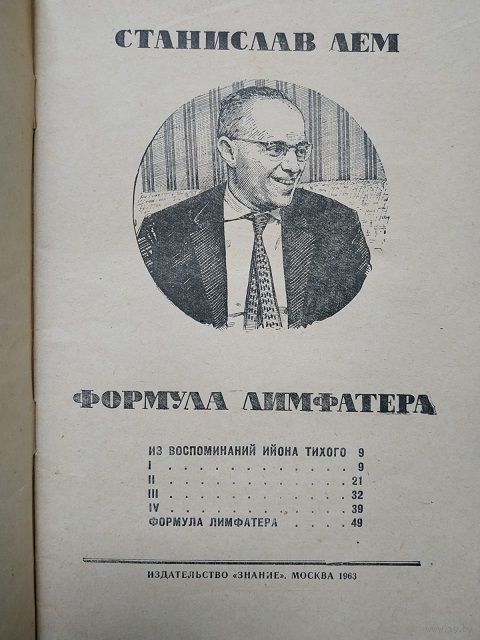 СТАНИСЛАВ ЛЕМ
ФОРМУЛА ЛИМФАТЕРА
ИЗ ВОСПОМИНАНИЙ ИЙОНА ТИХОГО 9
I . . . . . . . . . . . . 9
II . . . . . . . . . . . . 21
III . . . . . . . . . . . . 32
IV . . . . . . . . . . . . 39
ФОРМУЛА ЛИМФАТЕРА . . . . 49
ИЗДАТЕЛЬСТВО «ЗНАНИЕ». МОСКВА 1963